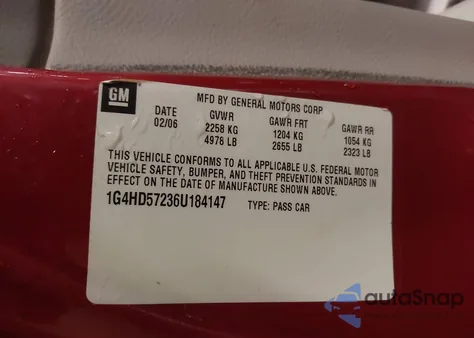 GM
MFD BY GENERAL MOTORS CORP
DATE GVWR GAWR FRT GAWR RR
02/06 2258 KG 1204 KG 1054 KG
4978 LB 2655 LB 2323 LB
THIS VEHICLE CONFORMS TO ALL APPLICABLE U.S. FEDERAL MOTOR
VEHICLE SAFETY, BUMPER, AND THEFT PREVENTION STANDARDS IN
EFFECT ON THE DATE OF MANUFACTURE SHOWN ABOVE.
1G4HD57236U184147 TYPE: PASS CAR
autoSnap